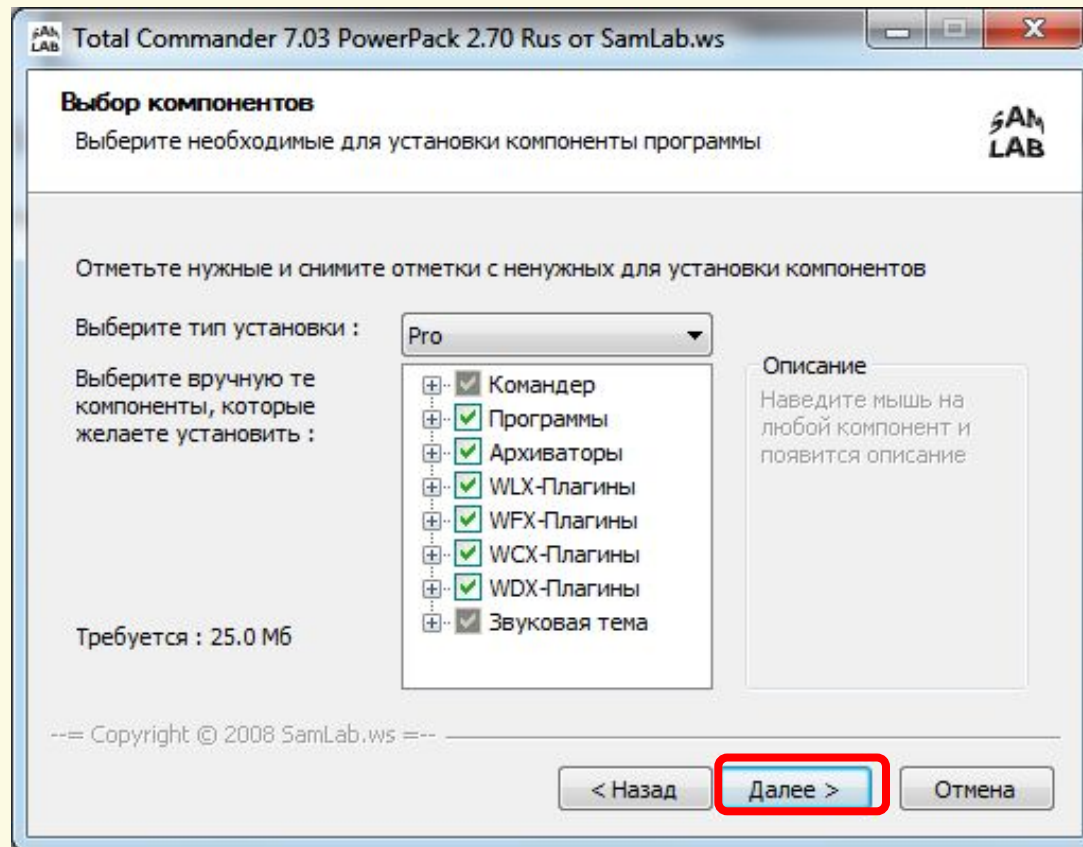 SAM LAB Total Commander 7.03 PowerPack 2.70 Rus от SamLab.ws
Выбор компонентов
Выберите необходимые для установки компоненты программы
SAM
LAB
Отметьте нужные и снимите отметки с ненужных для установки компонентов
Выберите тип установки :
Pro
Выберите вручную те
компоненты, которые
желаете установить :
Командер
Программы
Архиваторы
WLX-Плагины
WFX-Плагины
WCX-Плагины
WDX-Плагины
Звуковая тема
Описание
Наведите мышь на
любой компонент и
появится описание
Требуется : 25.0 Мб
--= Copyright © 2008 SamLab.ws =--
< Назад
Далее >
Отмена